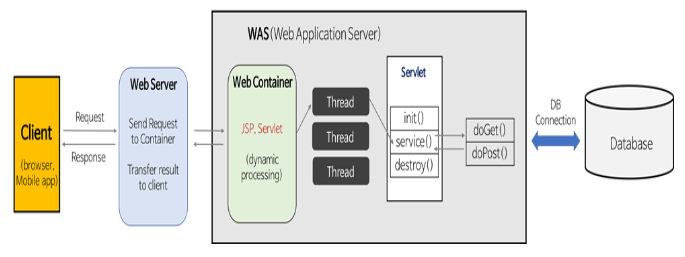 WAS(Web Application Server)
Client
(browser,
Mobile app)
Request
Response
Web Server
Send Request
to Container
Transfer result
to client
Web Container
JSP, Servlet
(dynamic
processing)
Thread
Thread
Thread
Servlet
init()
service()
destroy()
doGet()
doPost()
DB
Connection
Database